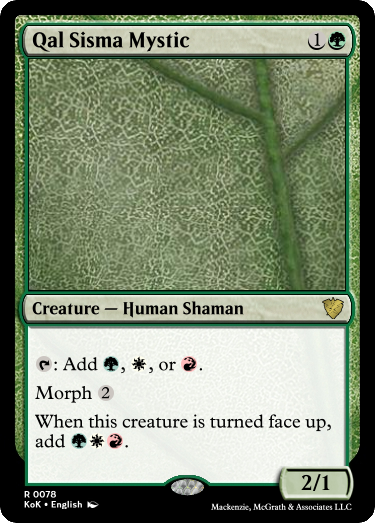 Qal Sisma Mystic 1
Creature — Human Shaman
: Add , , or .
Morph 2
When this creature is turned face up,
add .
2/1
R 0078
KoK • English
Mackenzie, McGrath & Associates LLC